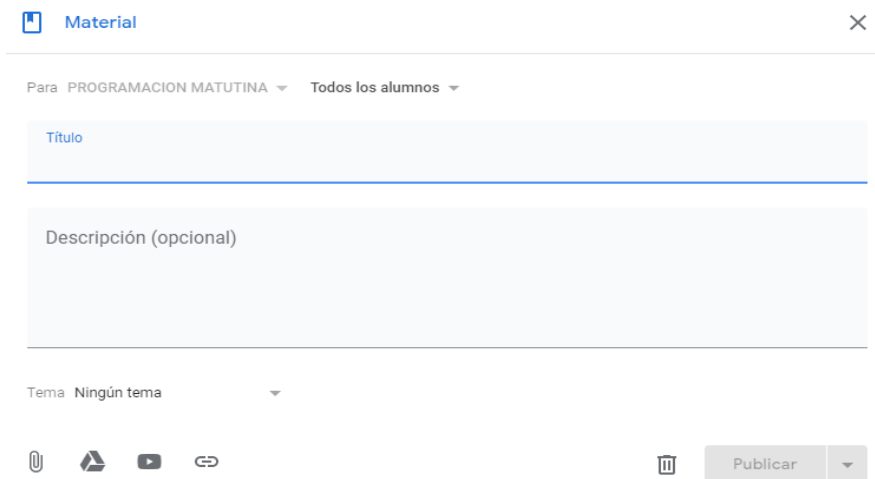 Material
Para PROGRAMACION MATUTINA Todos los alumnos
Título
Descripción (opcional)
Tema Ningún tema
Publicar